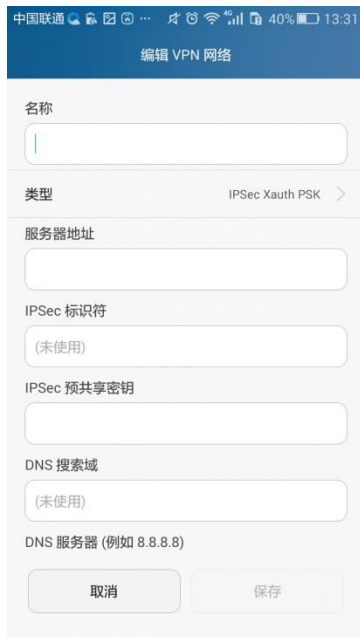 中国联通 ... 4G 40% 13:31
编辑 VPN 网络
名称
类型 IPSec Xauth PSK
服务器地址
IPSec 标识符
(未使用)
IPSec 预共享密钥
DNS 搜索域
(未使用)
DNS 服务器 (例如 8.8.8.8)
取消 保存